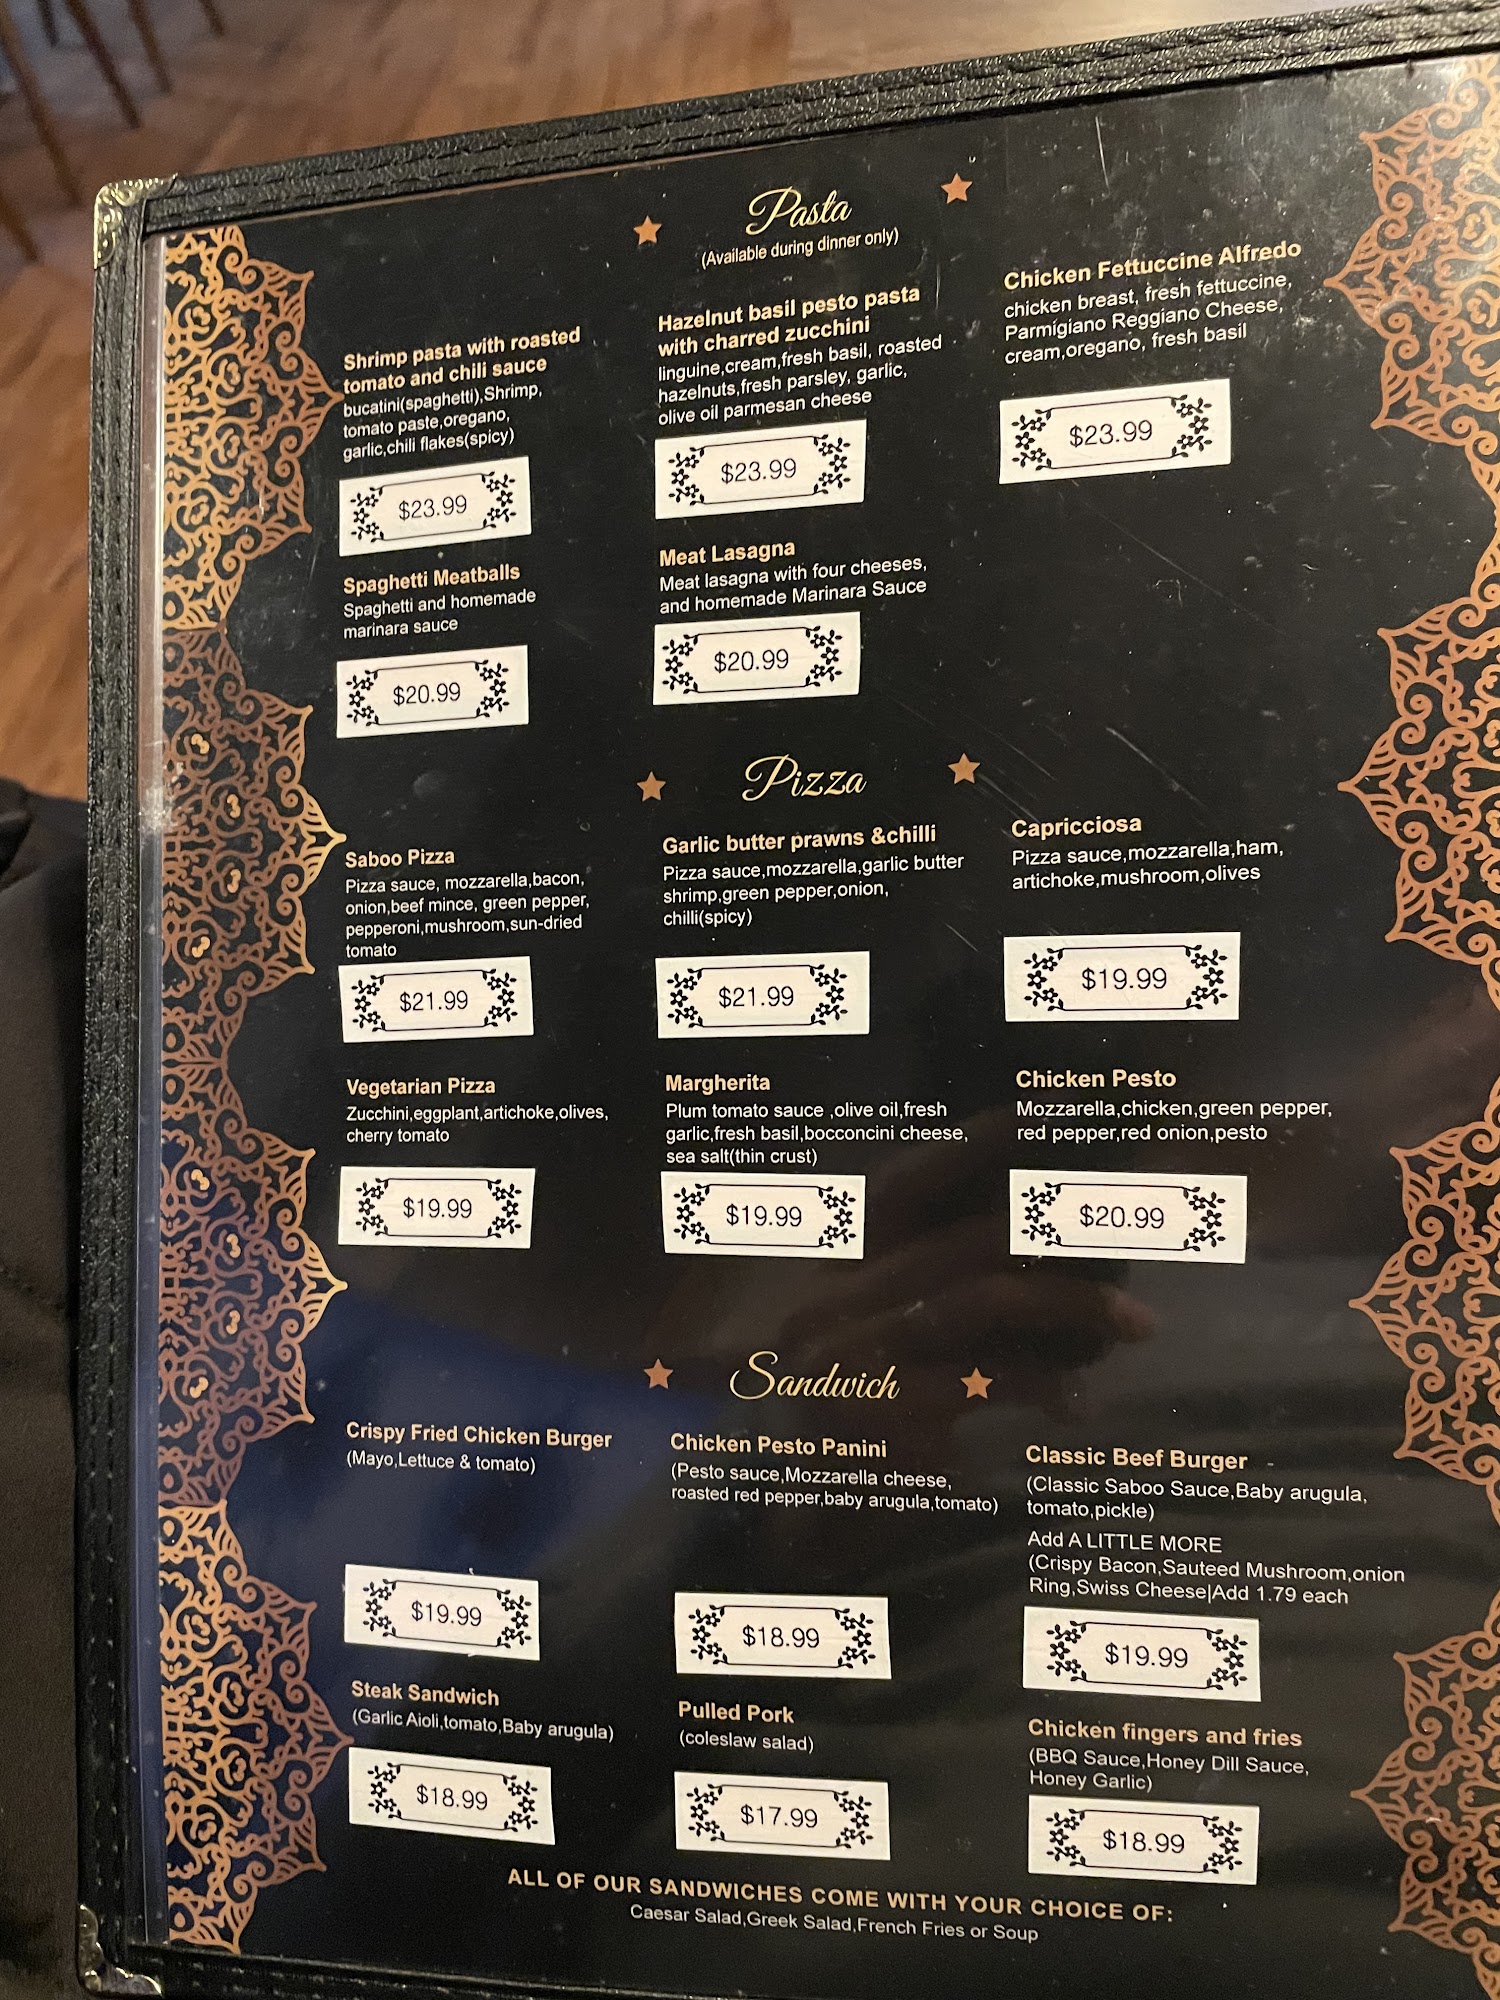 Pasta
(Available during dinner only)
Shrimp pasta with roasted
tomato and chili sauce
bucatini(spaghetti),Shrimp,
tomato paste,oregano,
garlic,chili flakes(spicy)
$23.99
Hazelnut basil pesto pasta
with charred zucchini
linguine,cream,fresh basil, roasted
hazelnuts,fresh parsley, garlic,
olive oil parmesan cheese
$23.99
Chicken Fettuccine Alfredo
chicken breast, fresh fettuccine,
Parmigiano Reggiano Cheese,
cream,oregano, fresh basil
$23.99
Spaghetti Meatballs
Spaghetti and homemade
marinara sauce
$20.99
Meat Lasagna
Meat lasagna with four cheeses,
and homemade Marinara Sauce
$20.99
Pizza
Saboo Pizza
Pizza sauce, mozzarella,bacon,
onion,beef mince, green pepper,
pepperoni,mushroom,sun-dried
tomato
$21.99
Garlic butter prawns &chilli
Pizza sauce,mozzarella,garlic butter
shrimp,green pepper,onion,
chilli(spicy)
$21.99
Capricciosa
Pizza sauce,mozzarella,ham,
artichoke,mushroom,olives
$19.99
Vegetarian Pizza
Zucchini,eggplant,artichoke,olives,
cherry tomato
$19.99
Margherita
Plum tomato sauce ,olive oil,fresh
garlic,fresh basil,bocconcini cheese,
sea salt(thin crust)
$19.99
Chicken Pesto
Mozzarella,chicken,green pepper,
red pepper,red onion,pesto
$20.99
Sandwich
Crispy Fried Chicken Burger
(Mayo,Lettuce & tomato)
$19.99
Chicken Pesto Panini
(Pesto sauce,Mozzarella cheese,
roasted red pepper,baby arugula,tomato)
$18.99
Classic Beef Burger -
(Classic Saboo Sauce,Baby arugula,
tomato,pickle)
Add A LITTLE MORE
(Crispy Bacon,Sauteed Mushroom,onion
Ring,Swiss Cheese|Add 1.79 each
$19.99
Steak Sandwich
(Garlic Aioli,tomato,Baby arugula)
$18.99
Pulled Pork
(coleslaw salad)
$17.99
Chicken fingers and fries
(BBQ Sauce,Honey Dill Sauce,
Honey Garlic)
$18.99
ALL OF OUR SANDWICHES COME WITH YOUR CHOICE OF:
Caesar Salad,Greek Salad,French Fries or Soup